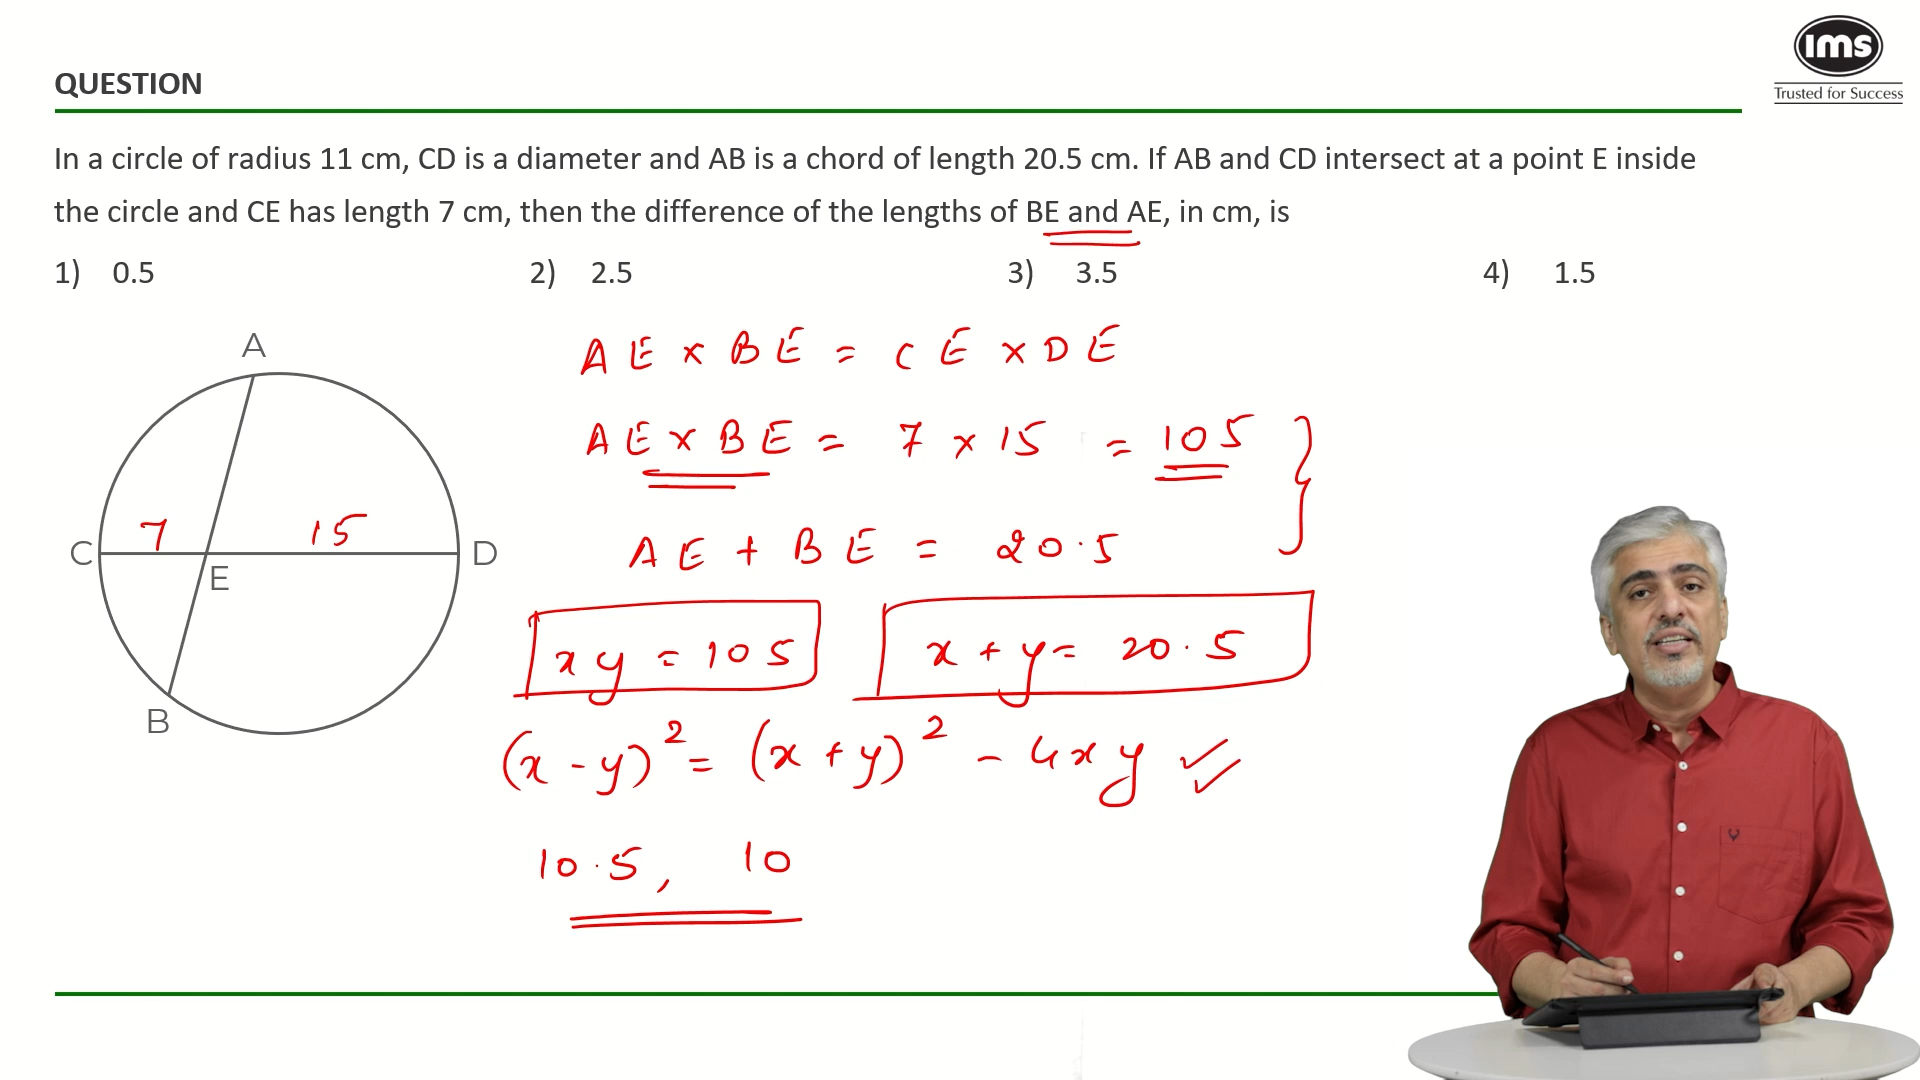 ims
Trusted for Success
QUESTION
In a circle of radius 11 cm, CD is a diameter and AB is a chord of length 20.5 cm. If AB and CD intersect at a point E inside
the circle and CE has length 7 cm, then the difference of the lengths of BE and AE, in cm, is
1) 0.5 2) 2.5 3) 3.5 4) 1.5
A
C 7 E 15 D
B
AE × BE = CE × DE
AE × BE = 7 × 15 = 105
AE + BE = 20.5
xy = 105 x + y = 20.5
(x - y)² = (x + y)² - 4xy
10.5, 10